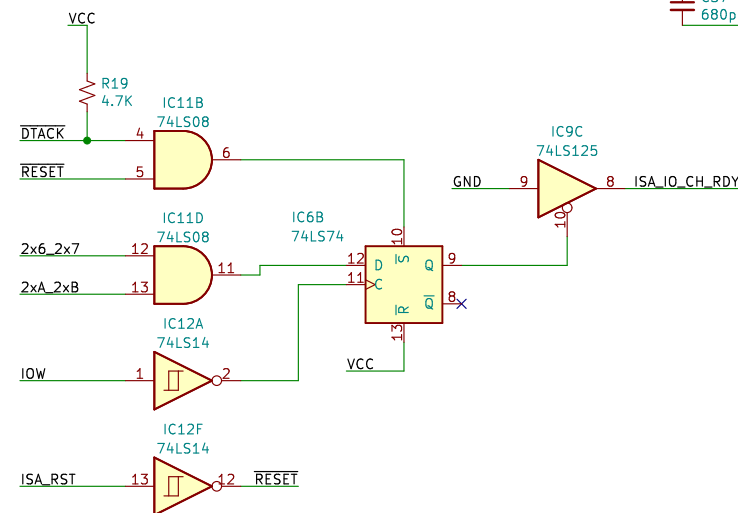 680p
VCC
R19
4.7K
IC11B
74LS08
DTACK
4
6
RESET
5
IC9C
74LS125
GND
9
8
ISA_IO_CH_RDY
10
IC11D
74LS08
IC6B
74LS74
2x6_2x7
12
11
2xA_2xB
13
10
12
D
S
Q
9
11
C
R
Q
8
13
VCC
IC12A
74LS14
IOW
1
2
IC12F
74LS14
ISA_RST
13
12
RESET